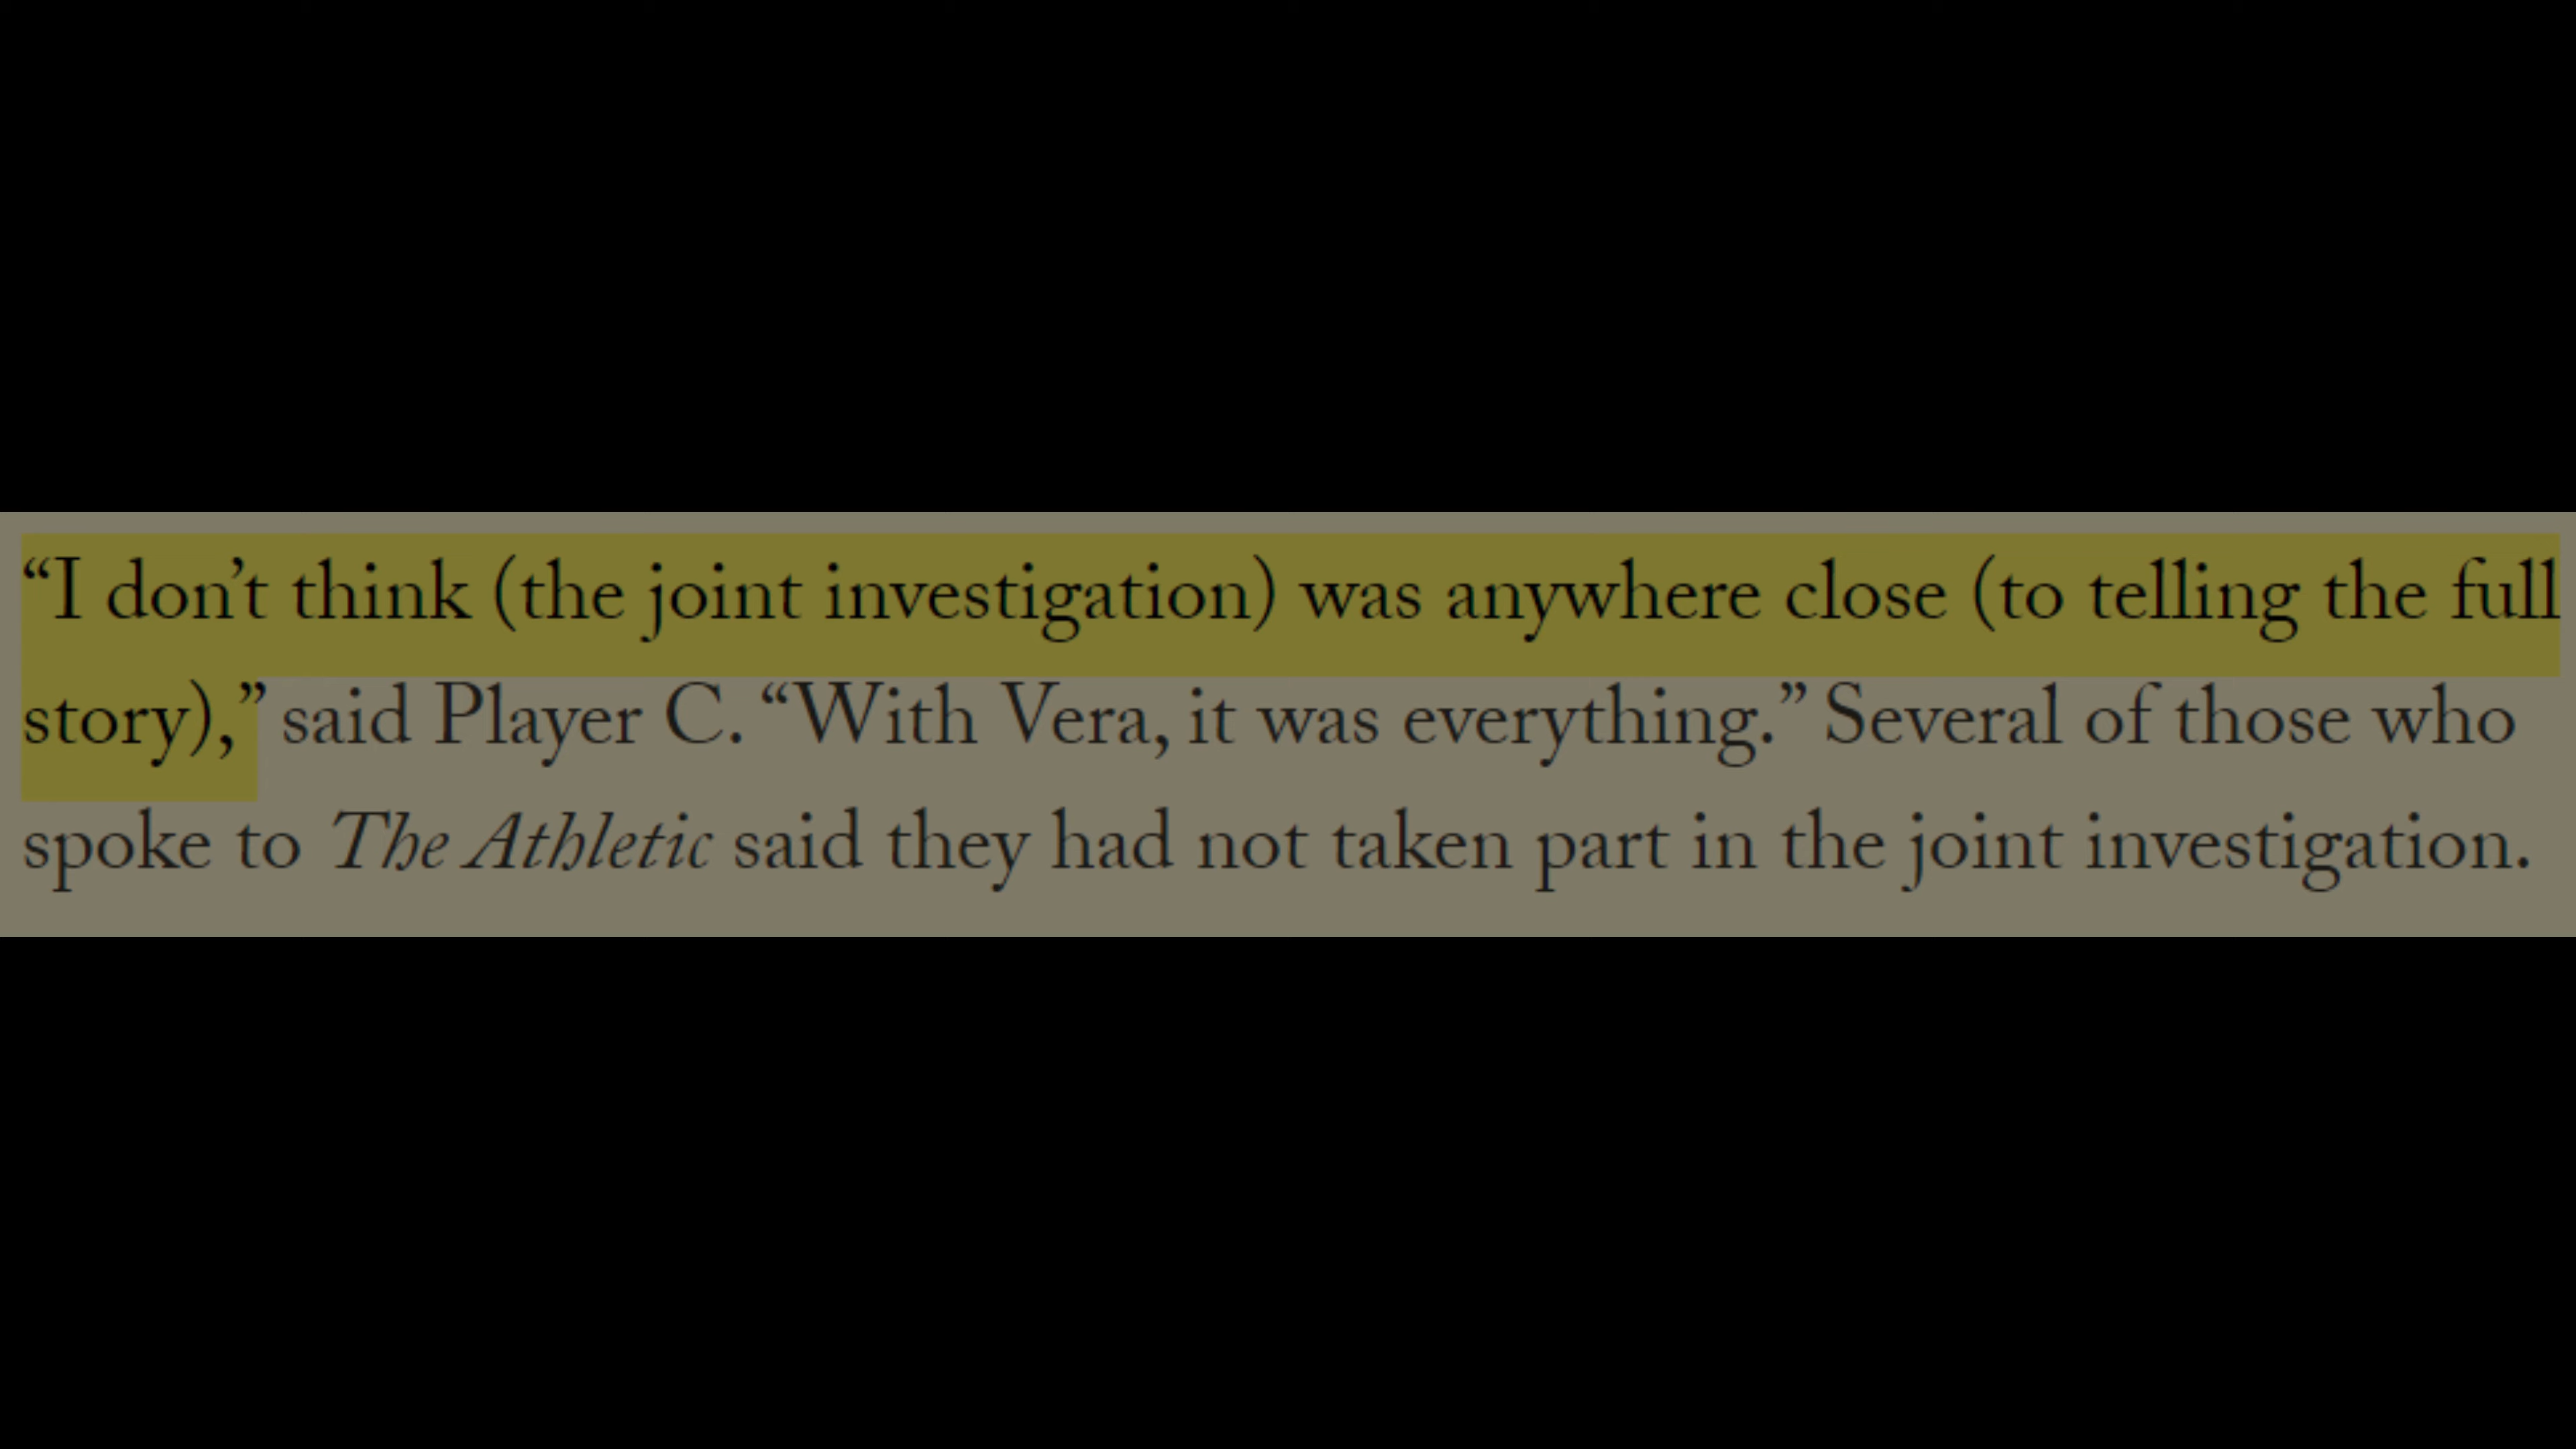 “I don’t think (the joint investigation) was anywhere close (to telling the full
story),” said Player C. “With Vera, it was everything.” Several of those who
spoke to The Athletic said they had not taken part in the joint investigation.